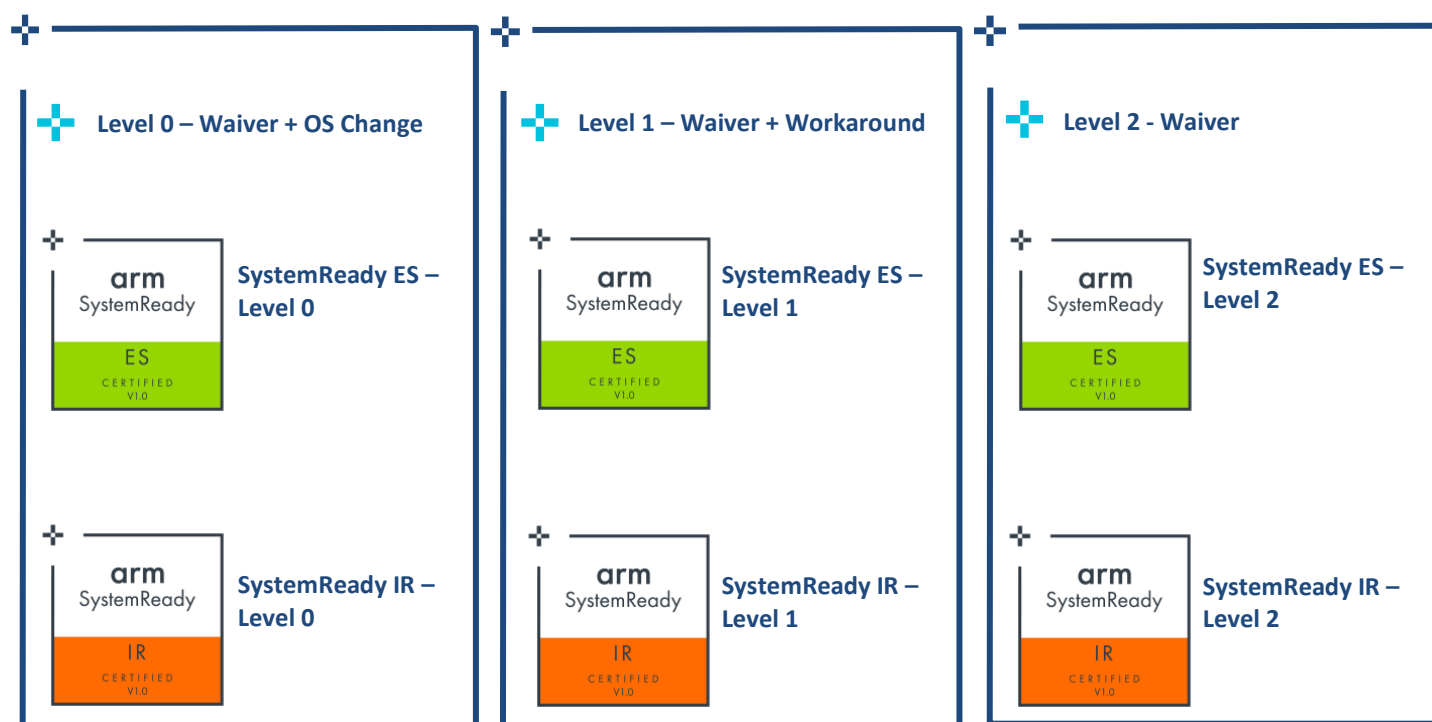 Level 0 – Waiver + OS Change
arm
SystemReady
ES
CERTIFIED
V1.0
SystemReady ES –
Level 0
arm
SystemReady
IR
CERTIFIED
V1.0
SystemReady IR –
Level 0
Level 1 – Waiver + Workaround
arm
SystemReady
ES
CERTIFIED
V1.0
SystemReady ES –
Level 1
arm
SystemReady
IR
CERTIFIED
V1.0
SystemReady IR –
Level 1
Level 2 - Waiver
arm
SystemReady
ES
CERTIFIED
V1.0
SystemReady ES –
Level 2
arm
SystemReady
IR
CERTIFIED
V1.0
SystemReady IR –
Level 2